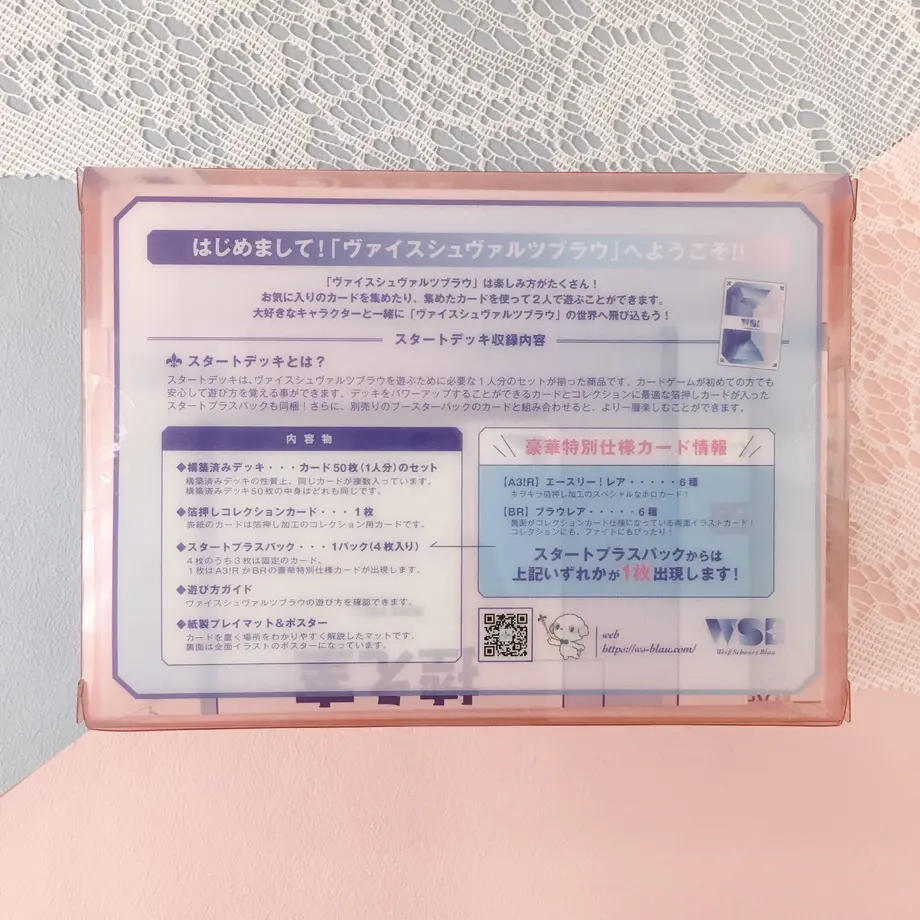 はじめまして！「ヴァイスシュヴァルツブラウ」へようこそ!!
「ヴァイスシュヴァルツブラウ」は楽しみ方がたくさん！
お気に入りのカードを集めたり、集めたカードを使って２人で遊ぶことができます。
大好きなキャラクターと一緒に「ヴァイスシュヴァルツブラウ」の世界へ飛び込もう！
WSB
スタートデッキ収録内容
スタートデッキとは？
スタートデッキは、ヴァイスシュヴァルツブラウを遊ぶために必要な１人分のセットが揃った商品です。カードゲームが初めての方でも
安心して遊び方を覚える事ができます。デッキをパワーアップすることができるカードとコレクションに最適な箔押しカードが入った
スタートプラスパックも同梱！さらに、別売りのブースターパックのカードと組み合わせると、より一層楽しむことができます。
内容物
◆構築済みデッキ・・・カード50枚(1人分)のセット
構築済みデッキの性質上、同じカードが複数入っています。
構築済みデッキ50枚の中身はどれも同じです。
◆箔押しコレクションカード・・・１枚
表紙のカードは箔押し加工のコレクション用カードです。
◆スタートプラスパック・・・1パック(４枚入り)
４枚のうち３枚は固定のカード、
１枚はA3!RかBRの豪華特別仕様カードが出現します。
◆遊び方ガイド
ヴァイスシュヴァルツブラウの遊び方を確認できます。
◆紙製プレイマット&ポスター
カードを置く場所をわかりやすく解説したマットです。
裏面は全面イラストのポスターになっています。
豪華特別仕様カード情報
【A3!R】エースリー！レア・・・・・６種
キラキラ箔押し加工のスペシャルなホロカード！
【BR】ブラウレア・・・・・６種
裏面がコレクションカード仕様になっている両面イラストカード！
コレクションにも、ファイトにもぴったり！
スタートプラスパックからは
上記いずれかが1枚出現します！
web
https://ws-blau.com/
WSB
Weiβ Schwarz Blau